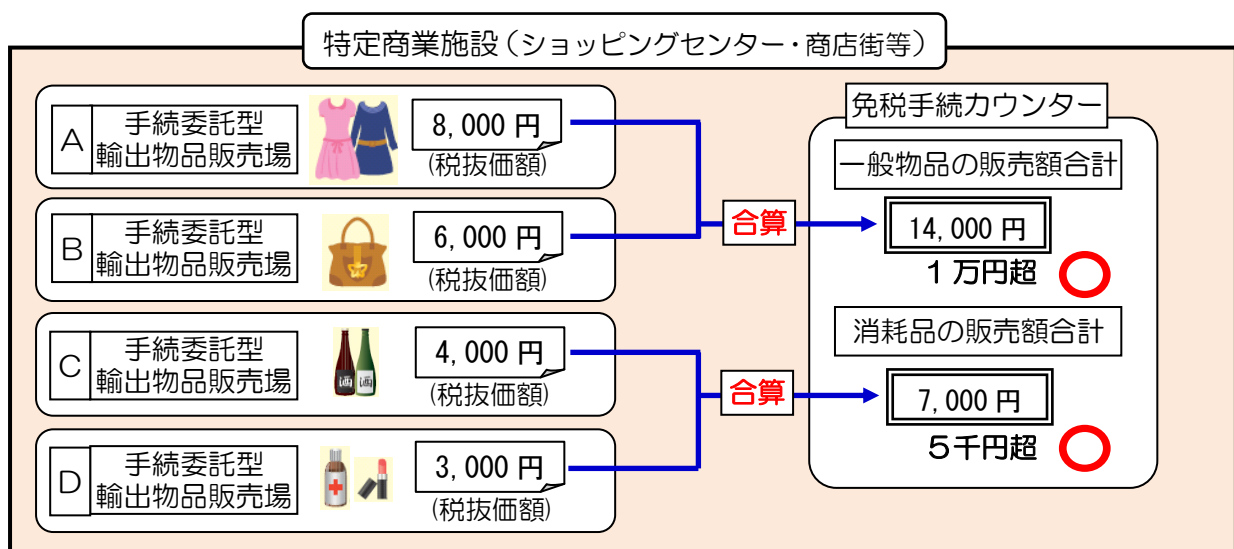 特定商業施設（ショッピングセンター・商店街等）
A
手続委託型
輸出物品販売場
8,000 円
(税抜価額)
B
手続委託型
輸出物品販売場
6,000 円
(税抜価額)
合算
C
手続委託型
輸出物品販売場
酒
酒
4,000 円
(税抜価額)
D
手続委託型
輸出物品販売場
3,000 円
(税抜価額)
合算
免税手続カウンター
一般物品の販売額合計
14,000 円
１万円超
消耗品の販売額合計
7,000 円
５千円超